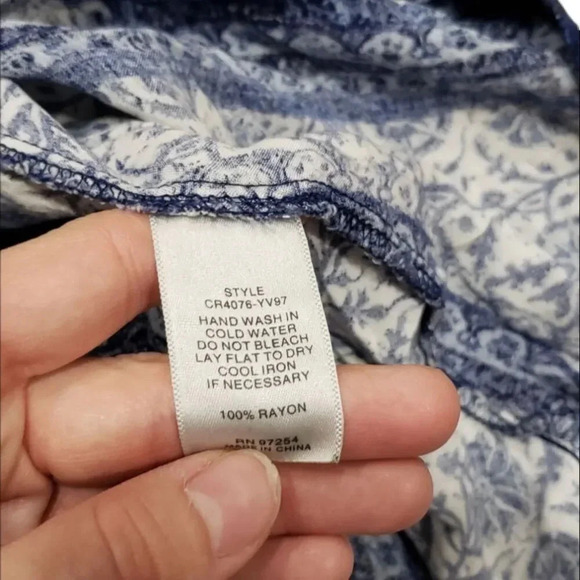 STYLE
CR4076-YV97
HAND WASH IN
COLD WATER
DO NOT BLEACH
LAY FLAT TO DRY
COOL IRON
IF NECESSARY
100% RAYON
RN 97254
MADE IN CHINA